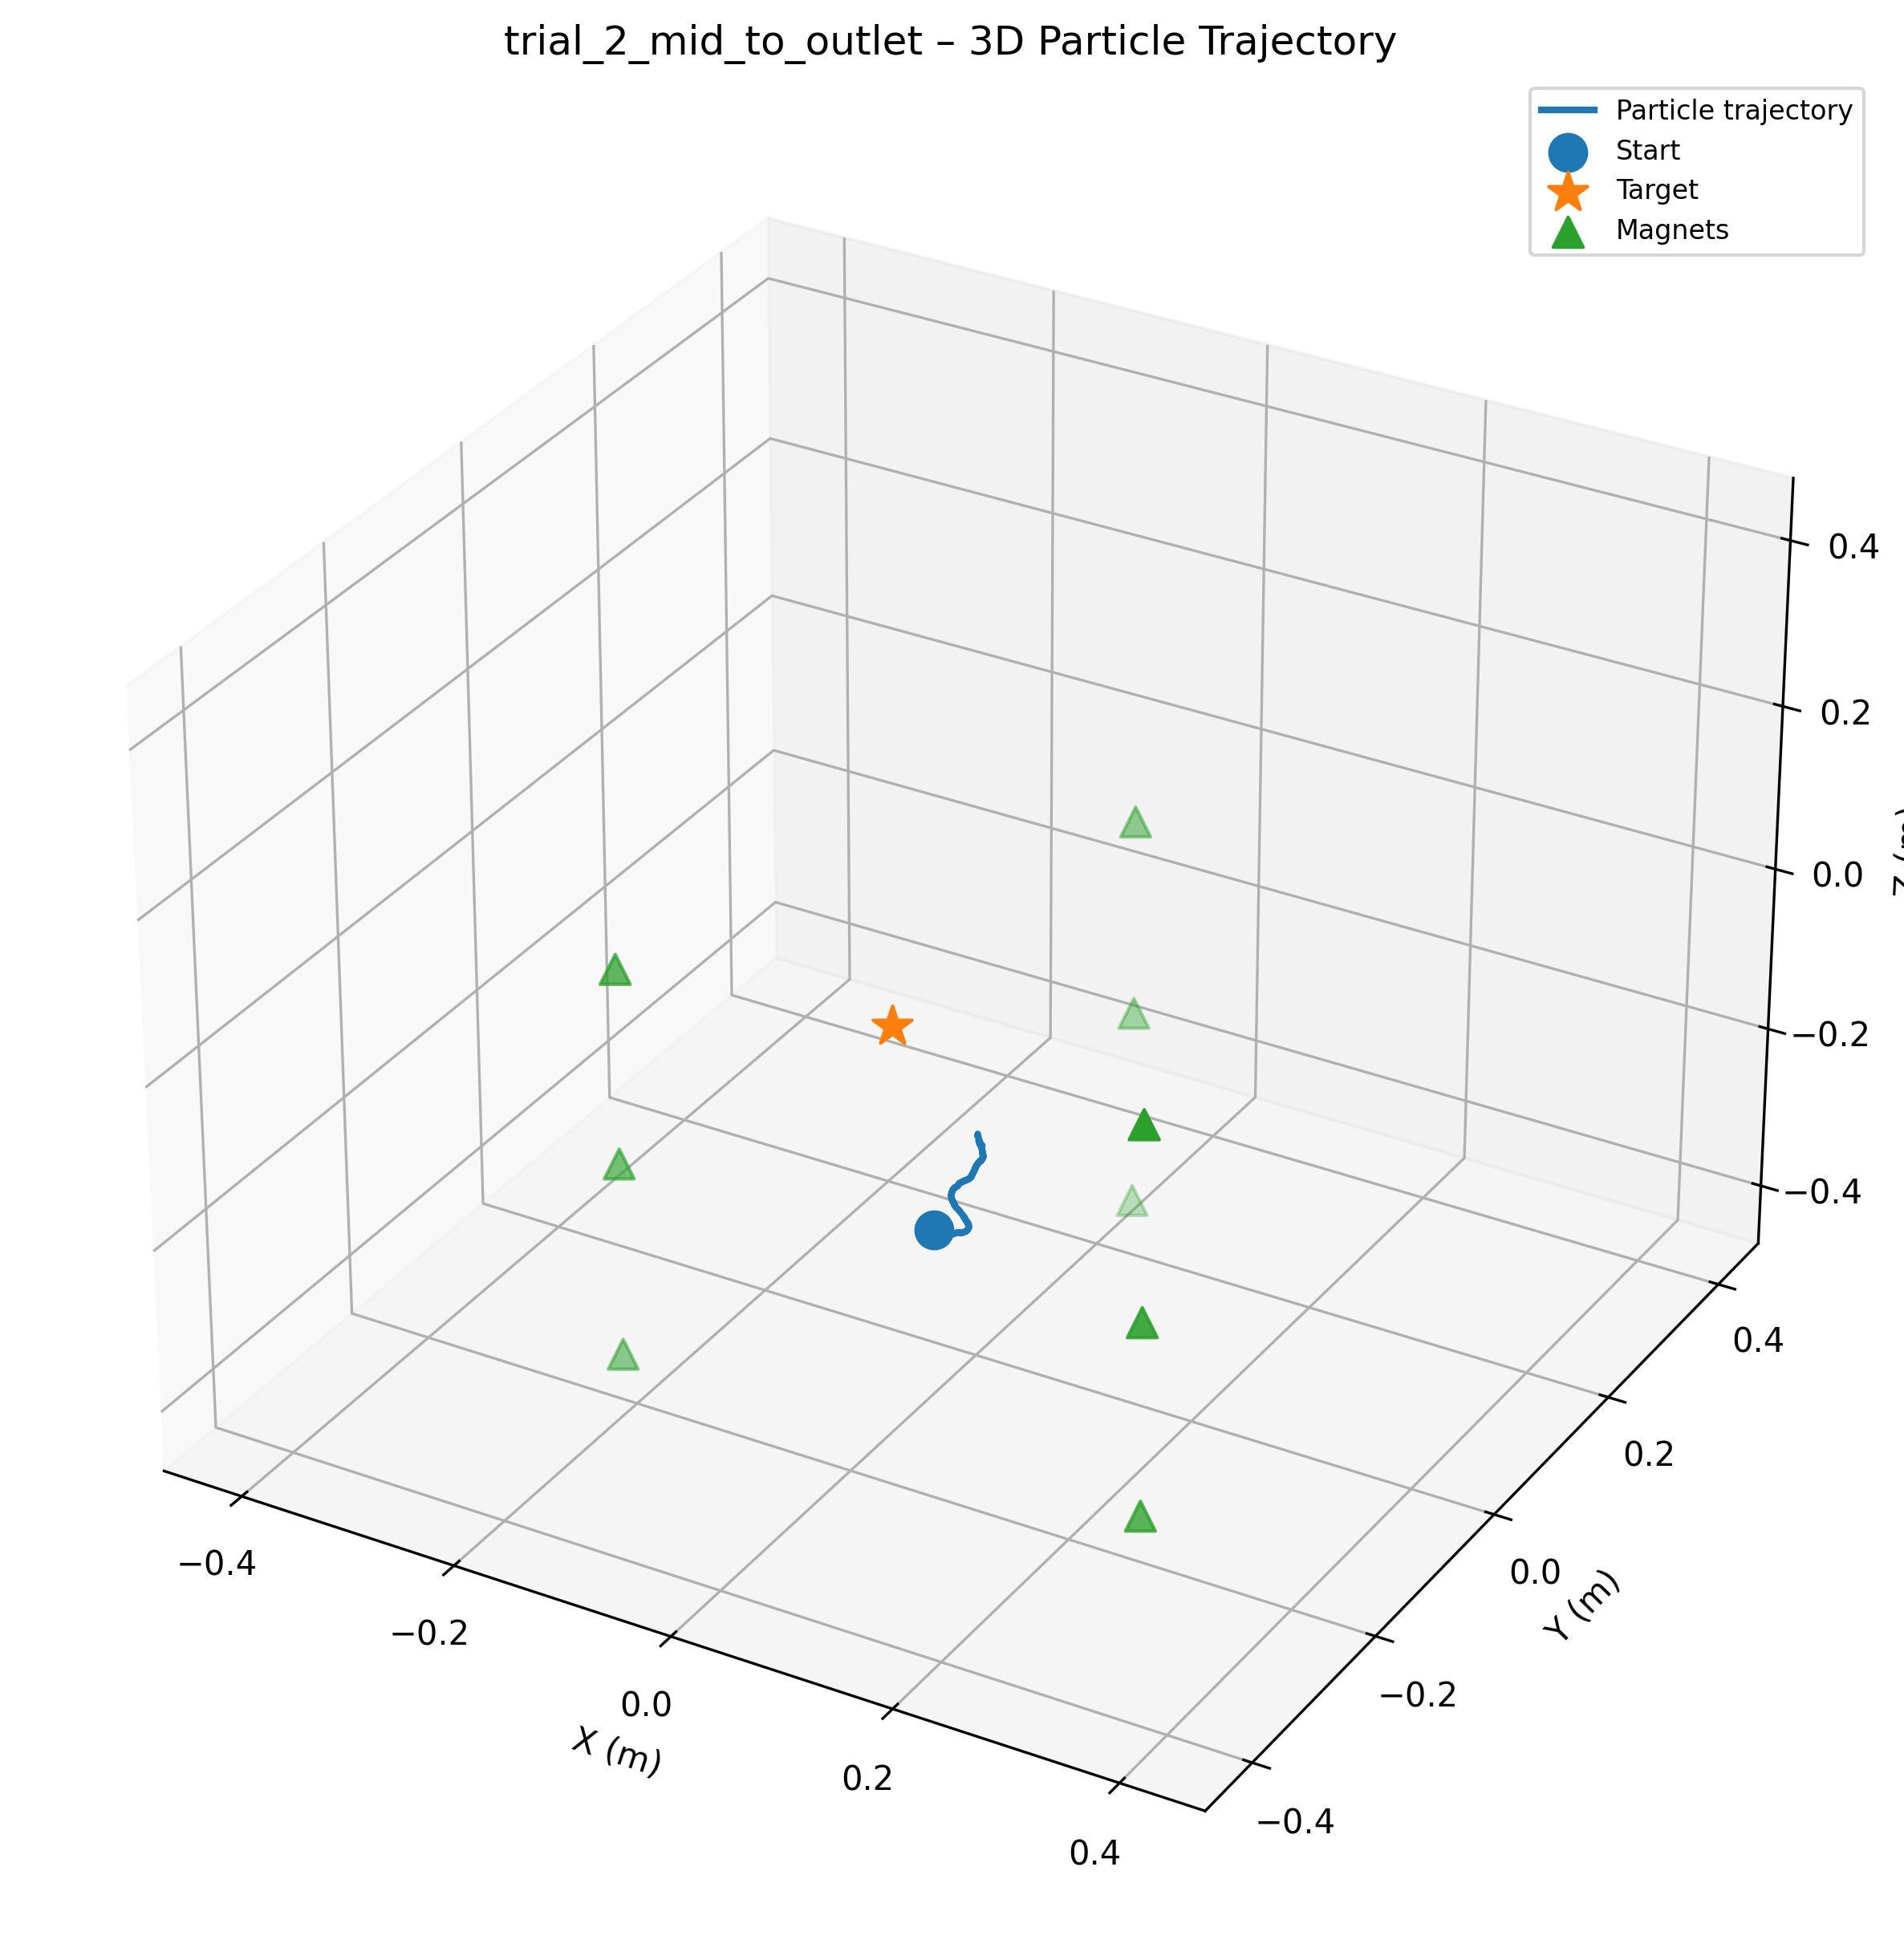 trial_2_mid_to_outlet – 3D Particle Trajectory
Particle trajectory
Start
Target
Magnets
0.4
0.2
0.0
−0.2
−0.4
0.4
0.2
0.0
−0.2
−0.4
Y (m)
−0.4
−0.2
0.0
0.2
0.4
X (m)
Z